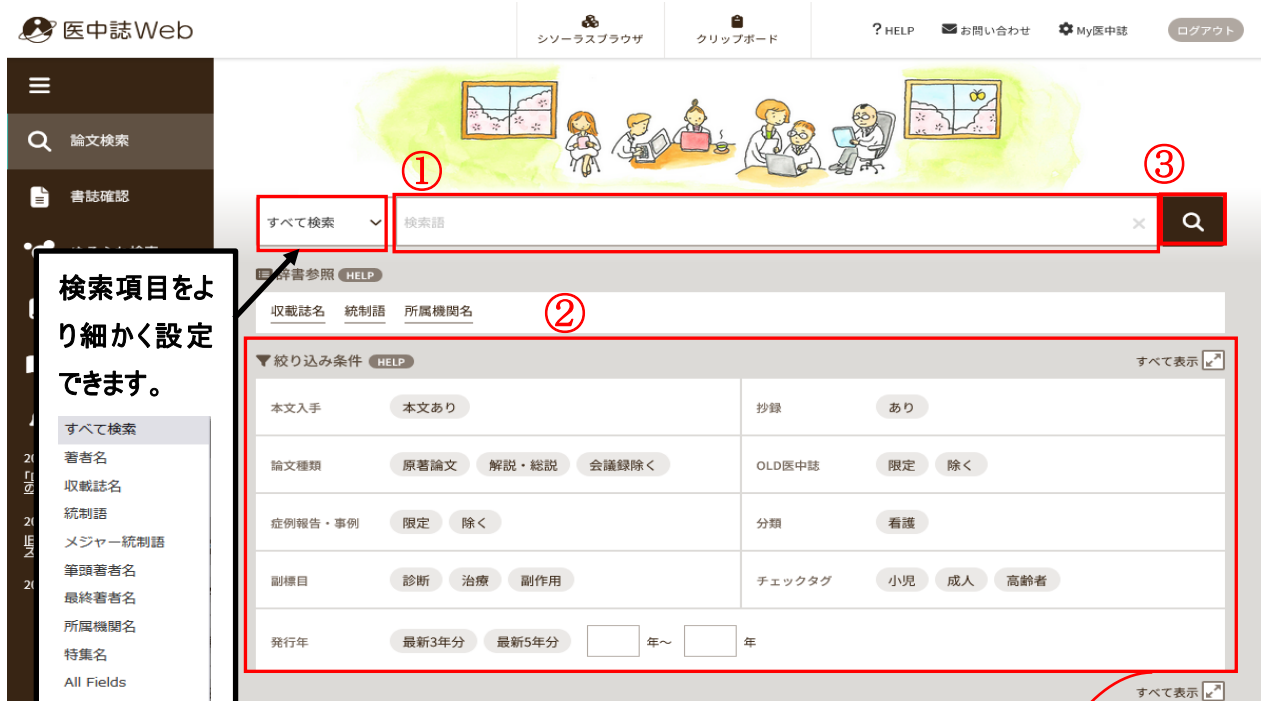 医中誌Web
シソーラスブラウザ
クリップボード
? HELP
お問い合わせ
My医中誌
ログアウト
論文検索
書誌確認
①
③
すべて検索
検索語
×
検索項目をよ
り細かく設定
できます。
辞書参照 HELP
収載誌名 統制語 所属機関名
②
絞り込み条件 HELP
すべて表示
本文入手 本文あり
抄録 あり
論文種類 原著論文 解説・総説 会議録除く
OLD医中誌 限定 除く
症例報告・事例 限定 除く
分類 看護
副標目 診断 治療 副作用
チェックタグ 小児 成人 高齢者
発行年 最新3年分 最新5年分 年～ 年
すべて表示
すべて検索
著者名
収載誌名
統制語
メジャー統制語
筆頭著者名
最終著者名
所属機関名
特集名
All Fields